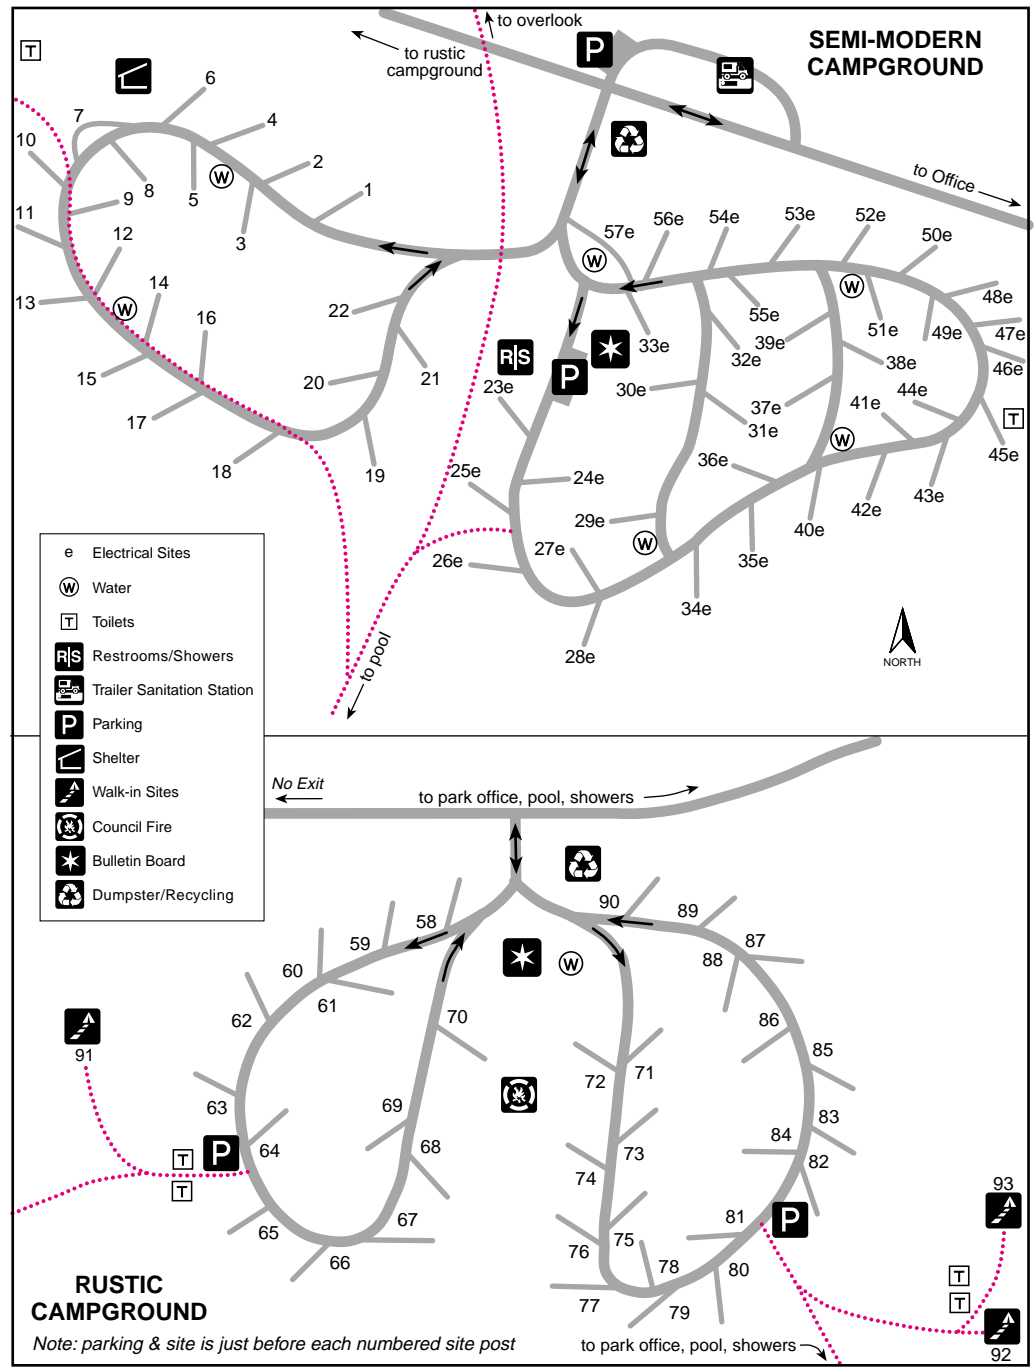 to overlook
to rustic
campground
SEMI-MODERN
CAMPGROUND
to Office
T
P
6
7
4
10
2
8
5
W
1
9
11
3
12
14
13
W
16
22
15
20
21
17
18
19
57e
56e
54e
53e
52e
50e
W
W
48e
55e
51e
49e
47e
33e
39e
32e
38e
46e
R|S
P
23e
30e
37e
44e
41e
T
31e
45e
W
36e
25e
24e
43e
42e
40e
29e
27e
W
35e
26e
34e
28e
to pool
NORTH
e Electrical Sites
W Water
T Toilets
R|S Restrooms/Showers
Trailer Sanitation Station
P Parking
Shelter
Walk-in Sites
Council Fire
Bulletin Board
Dumpster/Recycling
No Exit
to park office, pool, showers
58
90
89
59
87
88
W
60
61
62
70
86
91
85
71
72
63
69
83
64
P
68
73
84
T
T
74
82
93
65
67
81
P
75
76
66
78
80
77
79
T
T
92
RUSTIC
CAMPGROUND
Note: parking & site is just before each numbered site post
to park office, pool, showers